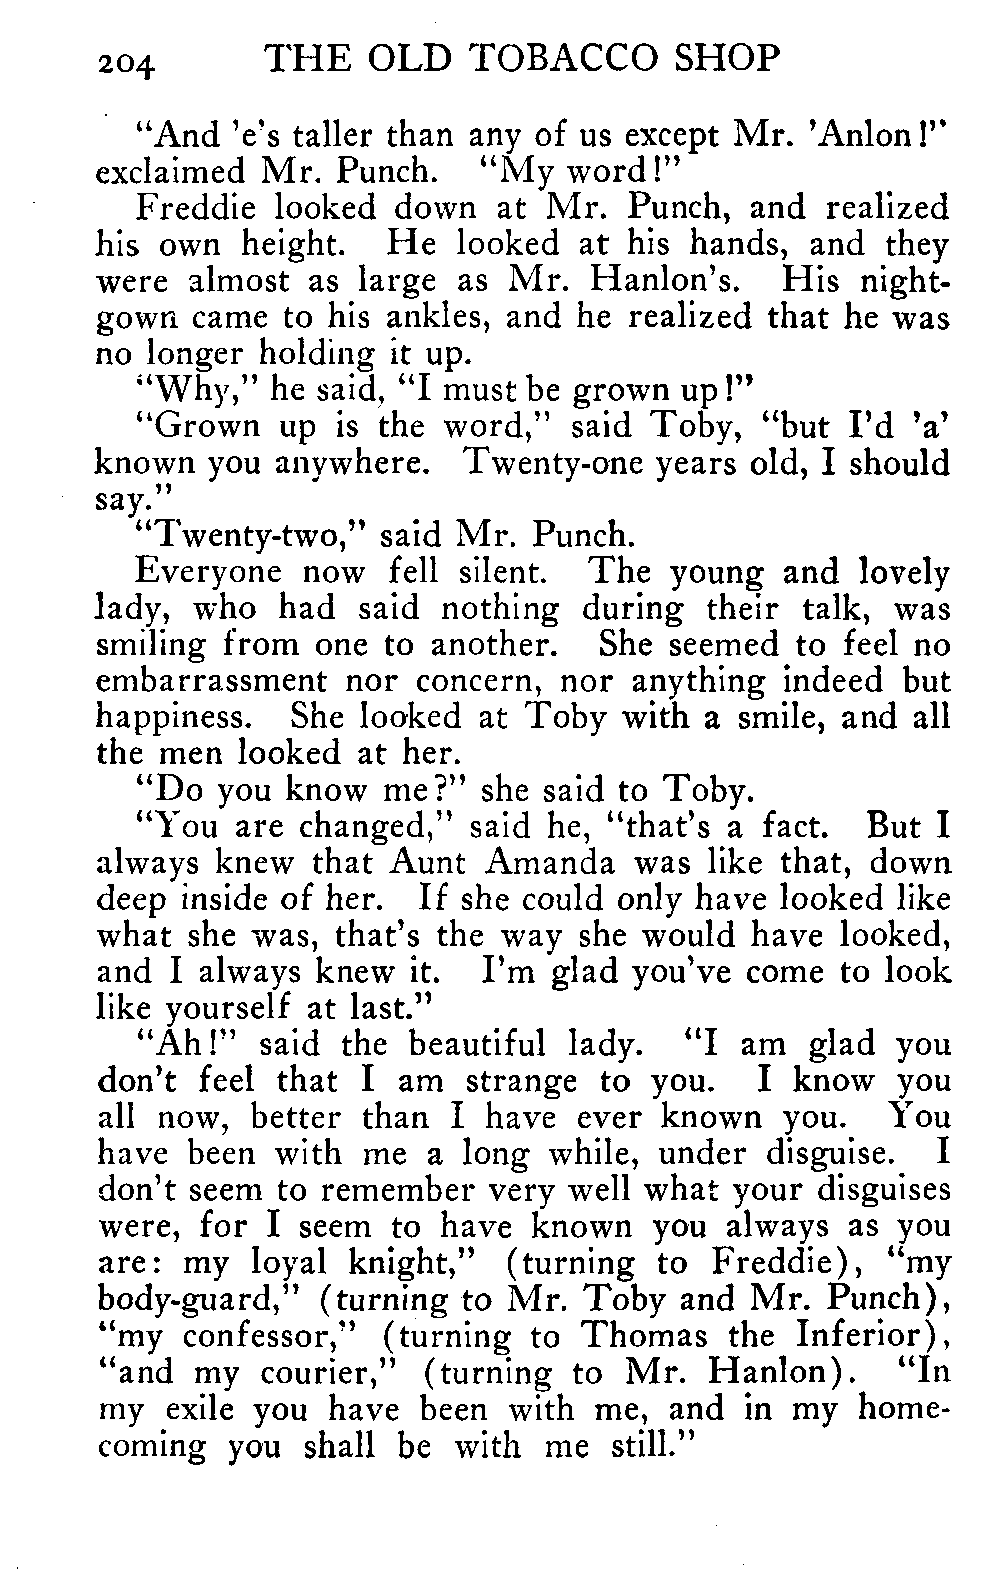 204 THE OLD TOBACCO SHOP
“And ’e’s taller than any of us except Mr. ’Anlon!”
exclaimed Mr. Punch. “My word!”
Freddie looked down at Mr. Punch, and realized
his own height. He looked at his hands, and they
were almost as large as Mr. Hanlon’s. His night-
gown came to his ankles, and he realized that he was
no longer holding it up.
“Why,” he said, “I must be grown up!”
“Grown up is the word,” said Toby, “but I’d ’a’
known you anywhere. Twenty-one years old, I should
say.”
“Twenty-two,” said Mr. Punch.
Everyone now fell silent. The young and lovely
lady, who had said nothing during their talk, was
smiling from one to another. She seemed to feel no
embarrassment nor concern, nor anything indeed but
happiness. She looked at Toby with a smile, and all
the men looked at her.
“Do you know me?” she said to Toby.
“You are changed,” said he, “that’s a fact. But I
always knew that Aunt Amanda was like that, down
deep inside of her. If she could only have looked like
what she was, that’s the way she would have looked,
and I always knew it. I’m glad you’ve come to look
like yourself at last.”
“Ah!” said the beautiful lady. “I am glad you
don’t feel that I am strange to you. I know you
all now, better than I have ever known you. You
have been with me a long while, under disguise. I
don’t seem to remember very well what your disguises
were, for I seem to have known you always as you
are: my loyal knight,” (turning to Freddie), “my
body-guard,” (turning to Mr. Toby and Mr. Punch),
“my confessor,” (turning to Thomas the Inferior),
“and my courier,” (turning to Mr. Hanlon). “In
my exile you have been with me, and in my home-
coming you shall be with me still.”